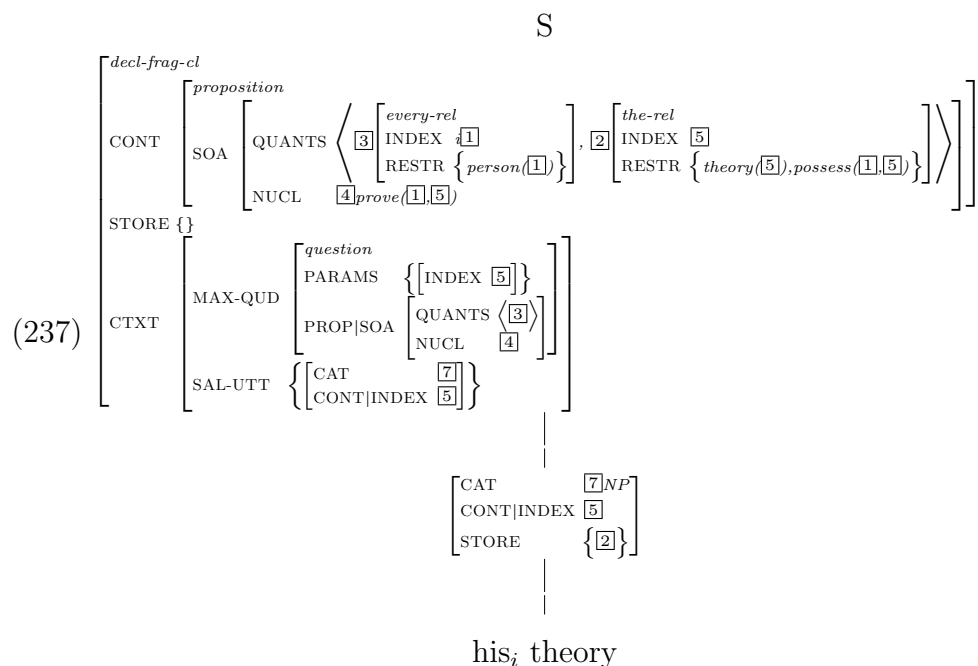 S
decl-frag-cl
proposition
every-rel the-rel
QUANTS ⟨ 3 INDEX i 1 , 2 INDEX 5 ⟩
CONT SOA RESTR {person(1)} RESTR {theory(5),possess(1,5)}
NUCL 4 prove(1,5)
STORE {}
question
PARAMS {[INDEX 5]}
MAX-QUD
QUANTS ⟨3⟩
PROP|SOA
(237) CTXT NUCL 4
CAT 7
SAL-UTT
CONT|INDEX 5
CAT 7 NP
CONT|INDEX 5
STORE {2}
his_i theory